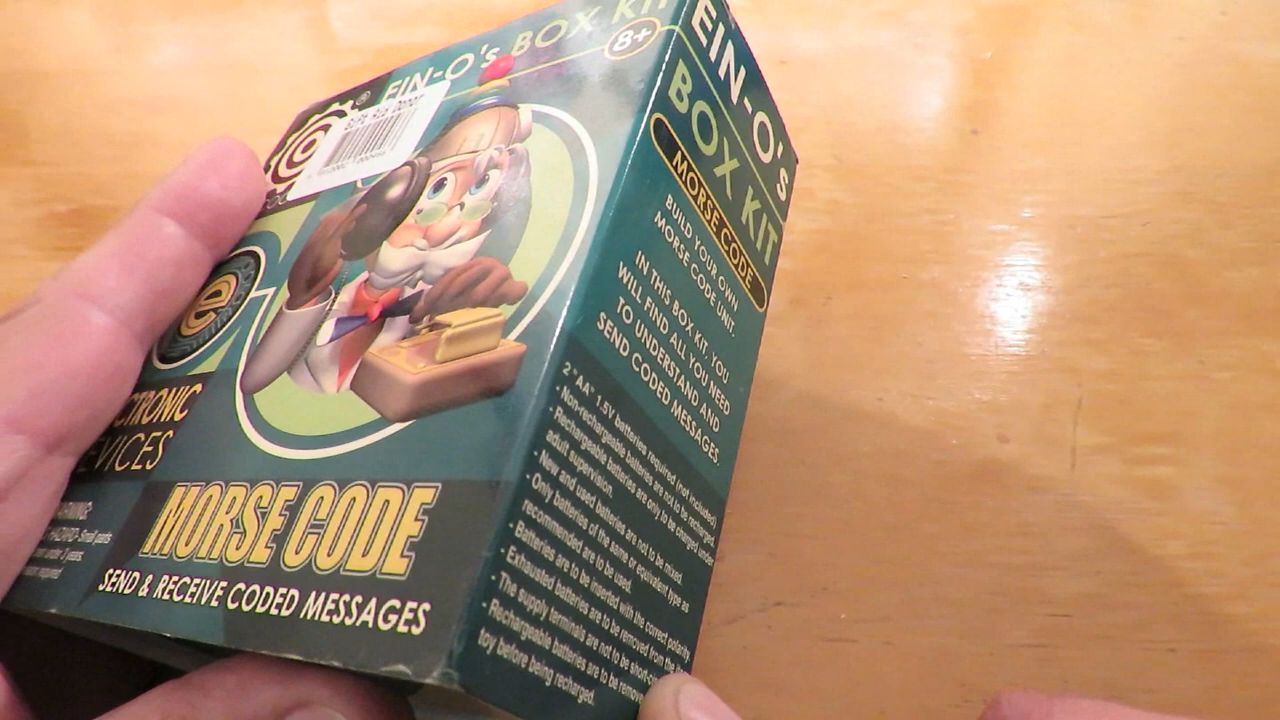 EIN-O's BOX KIT
8+
e
CTRONIC
EVICES
MORSE CODE
SEND & RECEIVE CODED MESSAGES
EIN-O's
BOX KIT
MORSE CODE
BUILD YOUR OWN
MORSE CODE UNIT.
IN THIS BOX KIT, YOU
WILL FIND ALL YOU NEED
TO UNDERSTAND AND
SEND CODED MESSAGES.
2 "AA" 1.5V batteries required (not included)
- Non-rechargeable batteries are not to be recharged.
- Rechargeable batteries are only to be charged under
adult supervision.
- New and used batteries are not to be mixed.
- Only batteries of the same or equivalent type as
recommended are to be used.
- Batteries are to be inserted with the correct polarity.
- Exhausted batteries are to be removed from the
- The supply terminals are not to be short-
- Rechargeable batteries are to be remov
toy before being recharged.